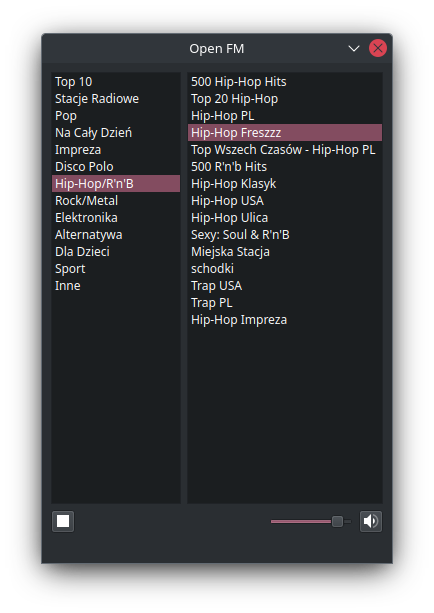 Open FM
Top 10
Stacje Radiowe
Pop
Na Cały Dzień
Impreza
Disco Polo
Hip-Hop/R'n'B
Rock/Metal
Elektronika
Alternatywa
Dla Dzieci
Sport
Inne
500 Hip-Hop Hits
Top 20 Hip-Hop
Hip-Hop PL
Hip-Hop Freszzz
Top Wszech Czasów - Hip-Hop PL
500 R'n'b Hits
Hip-Hop Klasyk
Hip-Hop USA
Hip-Hop Ulica
Sexy: Soul & R'n'B
Miejska Stacja
schodki
Trap USA
Trap PL
Hip-Hop Impreza